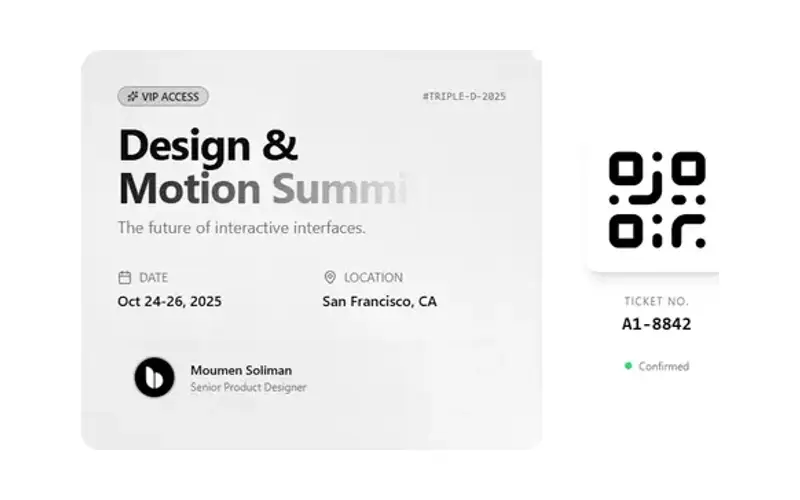 VIP ACCESS
#TRIPLE-D-2025
Design &
Motion Summi
The future of interactive interfaces.
DATE
LOCATION
Oct 24-26, 2025
San Francisco, CA
Moumen Soliman
Senior Product Designer
TICKET NO.
A1-8842
Confirmed